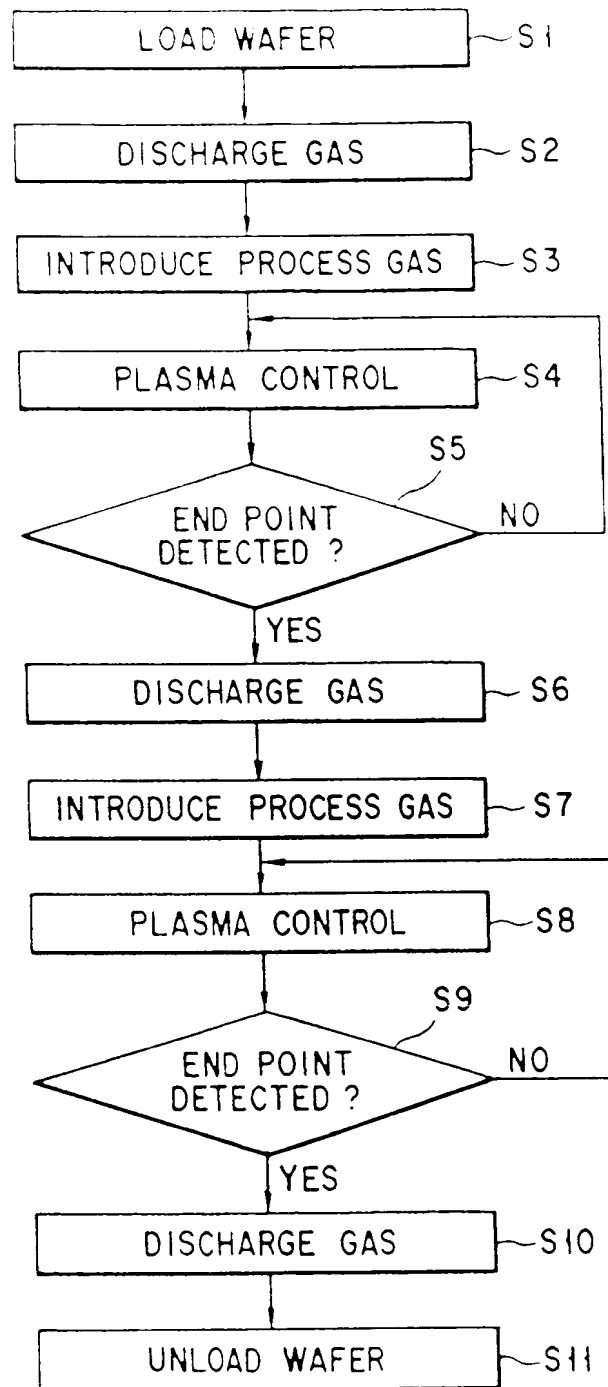 LOAD WAFER S1
DISCHARGE GAS S2
INTRODUCE PROCESS GAS S3
PLASMA CONTROL S4
S5
END POINT
DETECTED ?
NO
YES
DISCHARGE GAS S6
INTRODUCE PROCESS GAS S7
PLASMA CONTROL S8
S9
END POINT
DETECTED ?
NO
YES
DISCHARGE GAS S10
UNLOAD WAFER S11